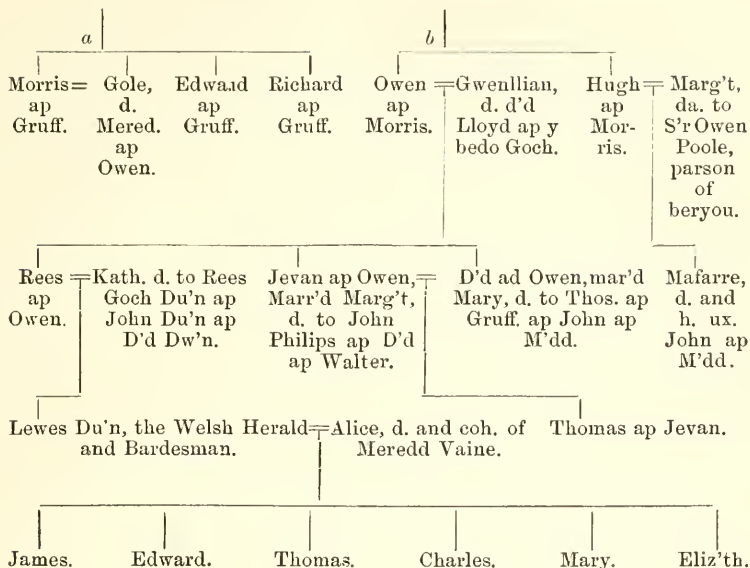 a
b
Morris=
ap
Gruff.
Gole,
d.
Mered.
ap
Owen.
Edward
ap
Gruff.
Richard
ap
Gruff.
Owen
ap
Morris.
Gwenllian,
d. d'd
Lloyd ap y
bedo Goch.
Hugh
ap
Mor-
ris.
Marg't,
da. to
S'r Owen
Poole,
parson
of
beryou.
Rees
ap
Owen.
Kath. d. to Rees
Goch Du'n ap
John Du'n ap
D'd Dw'n.
Jevan ap Owen,
Marr'd Marg't,
d. to John
Philips ap D'd
ap Walter.
D'd ad Owen, mar'd
Mary, d. to Thos. ap
Gruff. ap John ap
M'dd.
Mafarre,
d. and
h. ux.
John ap
M'dd.
Lewes Du'n, the Welsh Herald
and Bardesman.
Alice, d. and coh. of
Meredd Vaine.
Thomas ap Jevan.
James.
Edward.
Thomas.
Charles.
Mary.
Eliz'th.